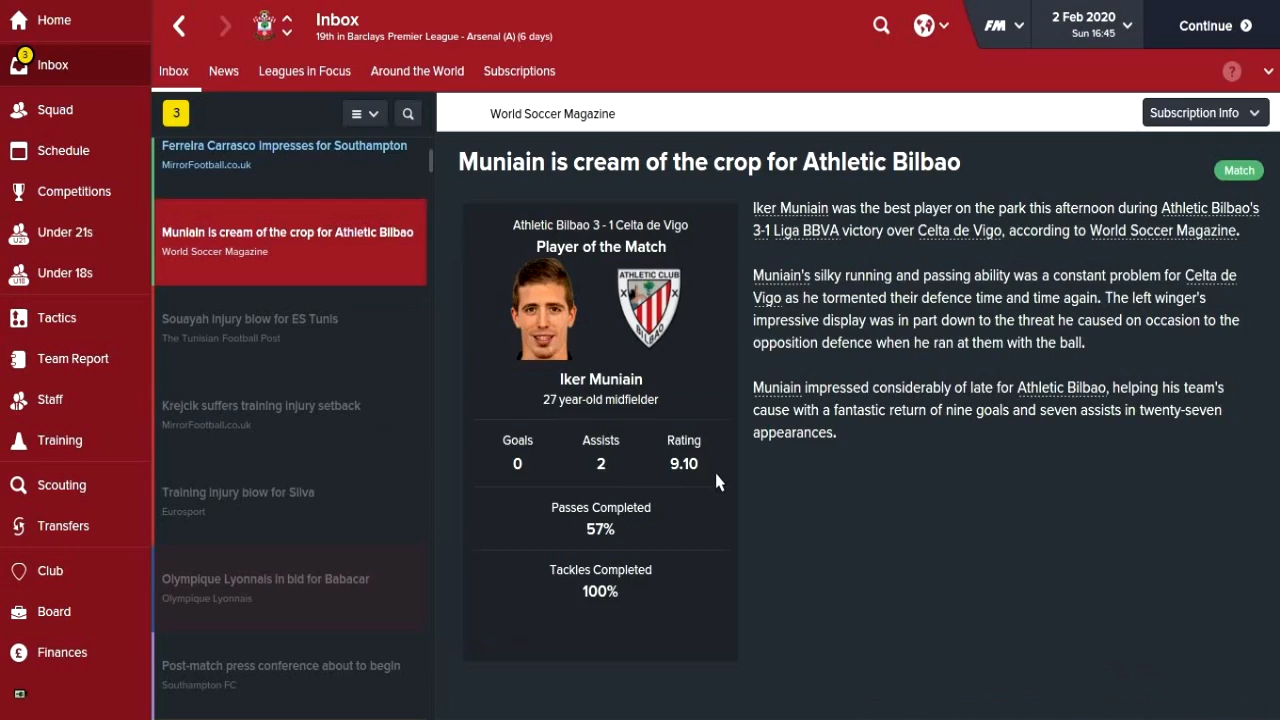 Home
3
Inbox
Squad
Schedule
Competitions
U21
Under 21s
U18
Under 18s
Tactics
Team Report
Staff
Training
Scouting
Transfers
Club
Board
£
Finances
Inbox
19th in Barclays Premier League - Arsenal (A) (6 days)
FM
2 Feb 2020
Sun 16:45
Continue
Inbox
News
Leagues in Focus
Around the World
Subscriptions
?
3
Ferreira Carrasco impresses for Southampton
MirrorFootball.co.uk
Muniain is cream of the crop for Athletic Bilbao
World Soccer Magazine
Souayah injury blow for ES Tunis
The Tunisian Football Post
Krejcik suffers training injury setback
MirrorFootball.co.uk
Training injury blow for Silva
Eurosport
Olympique Lyonnais in bid for Babacar
Olympique Lyonnais
Post-match press conference about to begin
Southampton FC
World Soccer Magazine
Subscription Info
Muniain is cream of the crop for Athletic Bilbao
Match
Athletic Bilbao 3 - 1 Celta de Vigo
Player of the Match
ATHLETIC CLUB
BILBAO
Iker Muniain
27 year-old midfielder
Goals Assists Rating
0 2 9.10
Passes Completed
57%
Tackles Completed
100%
Iker Muniain was the best player on the park this afternoon during Athletic Bilbao's
3-1 Liga BBVA victory over Celta de Vigo, according to World Soccer Magazine.
Muniain's silky running and passing ability was a constant problem for Celta de
Vigo as he tormented their defence time and time again. The left winger's
impressive display was in part down to the threat he caused on occasion to the
opposition defence when he ran at them with the ball.
Muniain impressed considerably of late for Athletic Bilbao, helping his team's
cause with a fantastic return of nine goals and seven assists in twenty-seven
appearances.